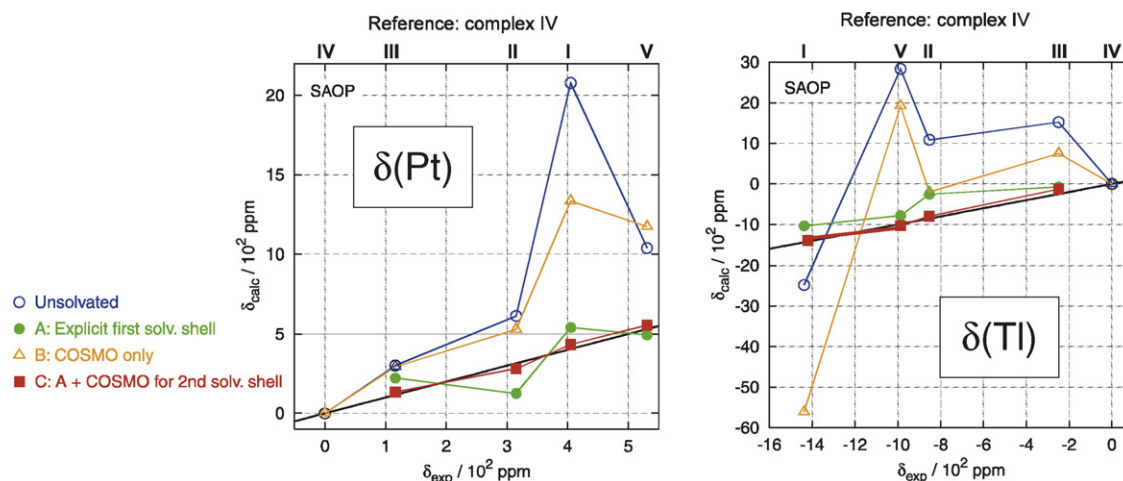 Reference: complex IV
IV III II I V
SAOP
δ(Pt)
20
15
10
5
0
δcalc / 10² ppm
0 1 2 3 4 5
δexp / 10² ppm
Unsolvated
A: Explicit first solv. shell
B: COSMO only
C: A + COSMO for 2nd solv. shell
Reference: complex IV
I V II III IV
SAOP
δ(Tl)
30
20
10
0
-10
-20
-30
-40
-50
-60
δcalc / 10² ppm
-16 -14 -12 -10 -8 -6 -4 -2 0
δexp / 10² ppm